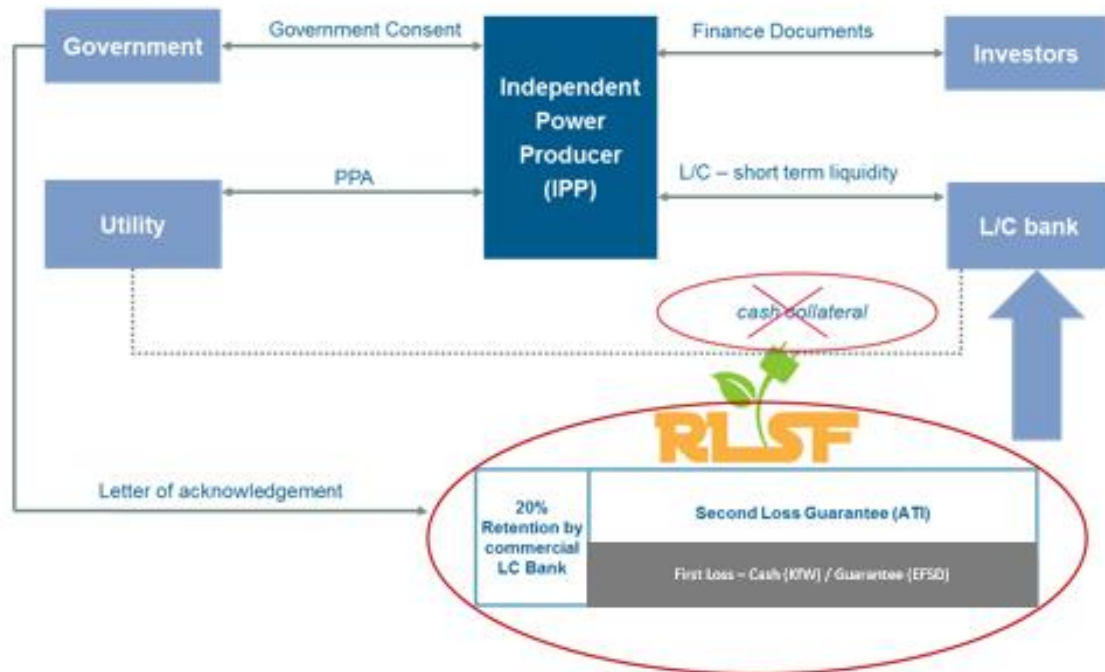 Government
Government Consent
Independent
Power
Producer
(IPP)
Finance Documents
Investors
Utility
PPA
L/C – short term liquidity
L/C bank
cash collateral
RLSF
Letter of acknowledgement
20%
Retention by
commercial
LC Bank
Second Loss Guarantee (ATI)
First Loss – Cash (KfW) / Guarantee (EFSD)